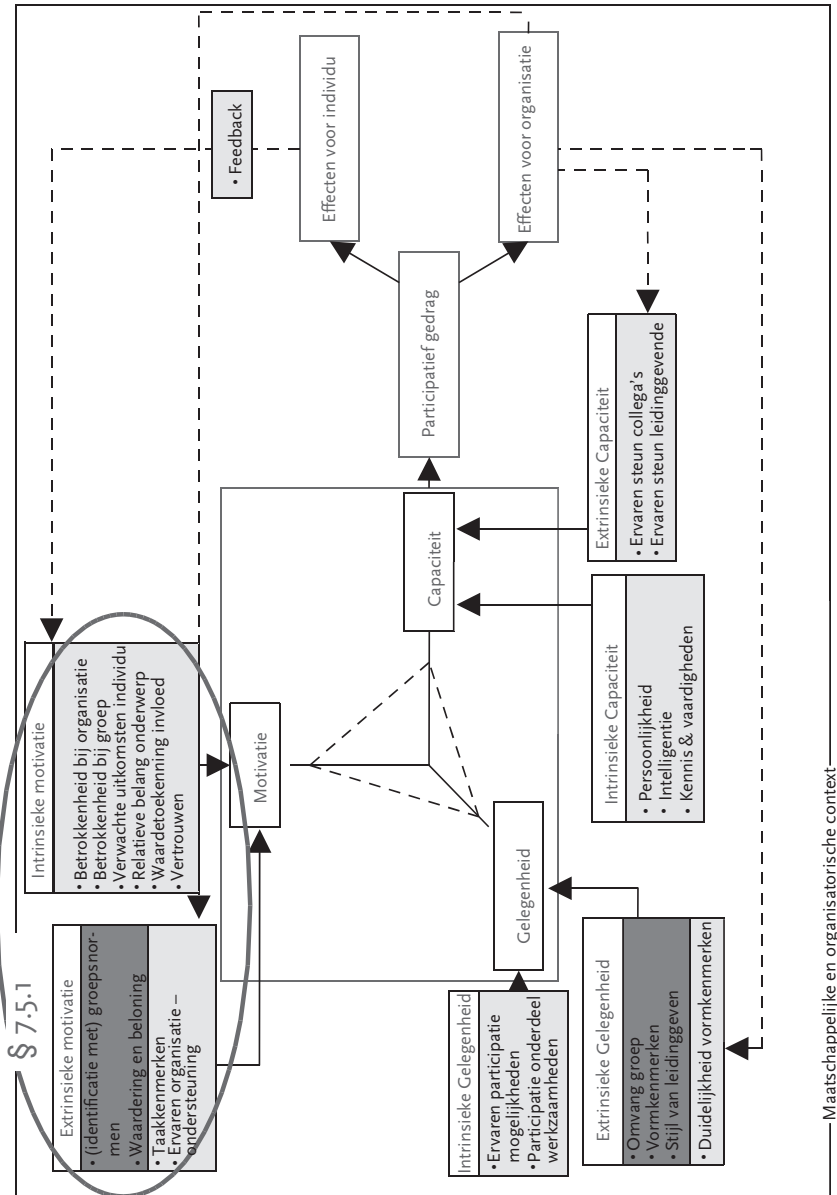 § 7.5.1
Extrinsieke motivatie
• (identificatie met) groepsnor-
men
• Waardering en beloning
• Taakkenmerken
• Ervaren organisatie –
ondersteuning
Intrinsieke motivatie
• Betrokkenheid bij organisatie
• Betrokkenheid bij groep
• Verwachte uitkomsten individu
• Relatieve belang onderwerp
• Waardetoekenning invloed
• Vertrouwen
• Feedback
Motivatie
Effecten voor individu
Capaciteit
Participatief gedrag
Gelegenheid
Effecten voor organisatie
Intrinsieke Gelegenheid
• Ervaren participatie
mogelijkheden
• Participatie onderdeel
werkzaamheden
Extrinsieke Gelegenheid
• Omvang groep
• Vormkenmerken
• Stijl van leidinggeven
• Duidelijkheid vormkenmerken
Intrinsieke Capaciteit
• Persoonlijkheid
• Intelligentie
• Kennis & vaardigheden
Extrinsieke Capaciteit
• Ervaren steun collega's
• Ervaren steun leidinggevende
Maatschappelijke en organisatorische context